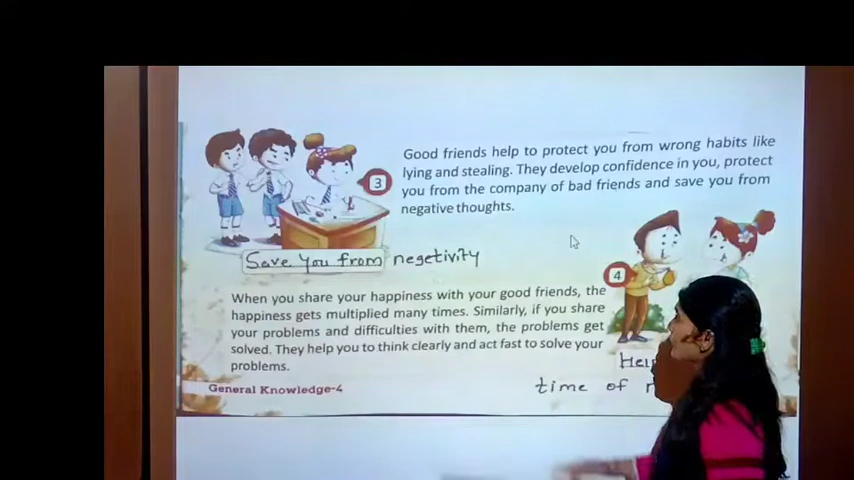 Good friends help to protect you from wrong habits like
lying and stealing. They develop confidence in you, protect
you from the company of bad friends and save you from
negative thoughts.
3
Save You from negetivity
4
When you share your happiness with your good friends, the
happiness gets multiplied many times. Similarly, if you share
your problems and difficulties with them, the problems get
solved. They help you to think clearly and act fast to solve your
problems.
General Knowledge-4
time of